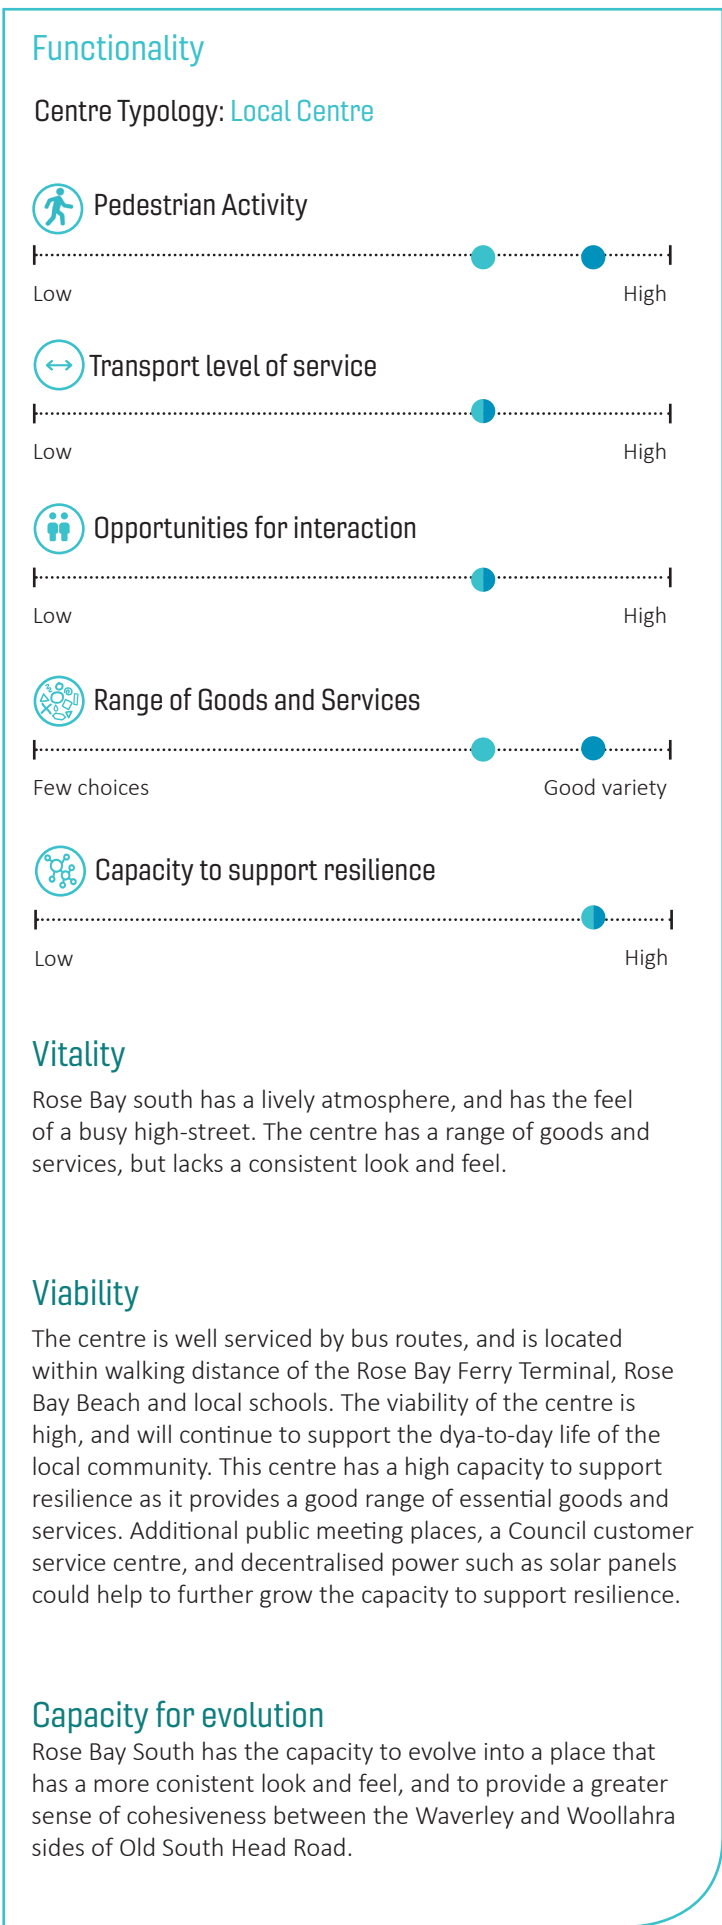 Functionality
Centre Typology: Local Centre
Pedestrian Activity
Low High
Transport level of service
Low High
Opportunities for interaction
Low High
Range of Goods and Services
Few choices Good variety
Capacity to support resilience
Low High
Vitality
Rose Bay south has a lively atmosphere, and has the feel
of a busy high-street. The centre has a range of goods and
services, but lacks a consistent look and feel.
Viability
The centre is well serviced by bus routes, and is located
within walking distance of the Rose Bay Ferry Terminal, Rose
Bay Beach and local schools. The viability of the centre is
high, and will continue to support the dya-to-day life of the
local community. This centre has a high capacity to support
resilience as it provides a good range of essential goods and
services. Additional public meeting places, a Council customer
service centre, and decentralised power such as solar panels
could help to further grow the capacity to support resilience.
Capacity for evolution
Rose Bay South has the capacity to evolve into a place that
has a more conistent look and feel, and to provide a greater
sense of cohesiveness between the Waverley and Woollahra
sides of Old South Head Road.